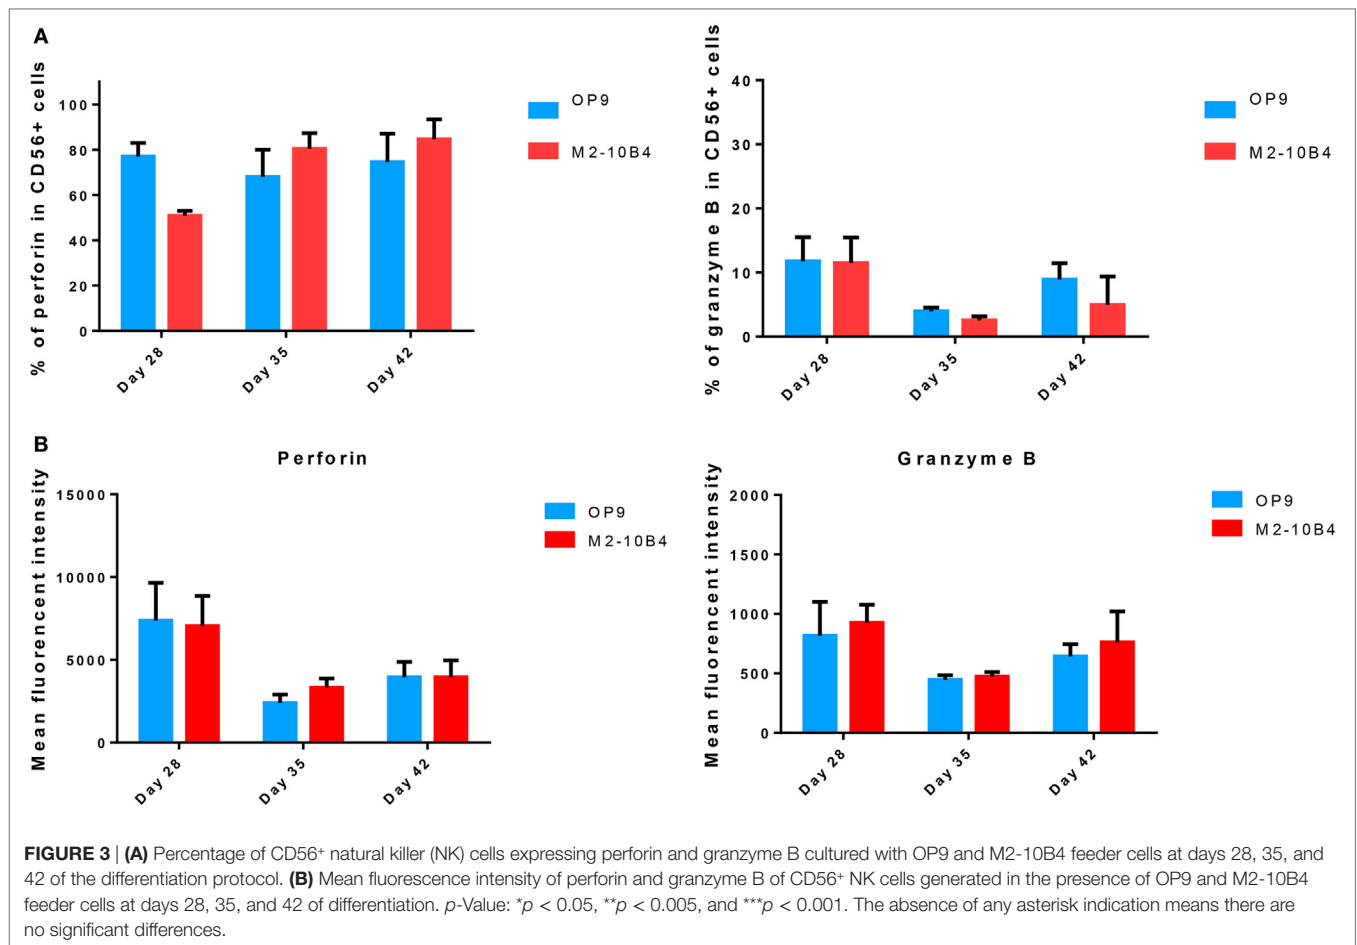 A
% of perforin in CD56+ cells
100
80
60
40
20
0
Day 28
Day 35
Day 42
OP9
M2-10B4
% of granzyme B in CD56+ cells
40
30
20
10
0
Day 28
Day 35
Day 42
OP9
M2-10B4
B
Perforin
Mean fluorencent intensity
15000
10000
5000
0
Day 28
Day 35
Day 42
OP9
M2-10B4
Granzyme B
Mean fluorencent intensity
2000
1500
1000
500
0
Day 28
Day 35
Day 42
OP9
M2-10B4
FIGURE 3 | (A) Percentage of CD56⁺ natural killer (NK) cells expressing perforin and granzyme B cultured with OP9 and M2-10B4 feeder cells at days 28, 35, and
42 of the differentiation protocol. (B) Mean fluorescence intensity of perforin and granzyme B of CD56⁺ NK cells generated in the presence of OP9 and M2-10B4
feeder cells at days 28, 35, and 42 of differentiation. p-Value: *p < 0.05, **p < 0.005, and ***p < 0.001. The absence of any asterisk indication means there are
no significant differences.